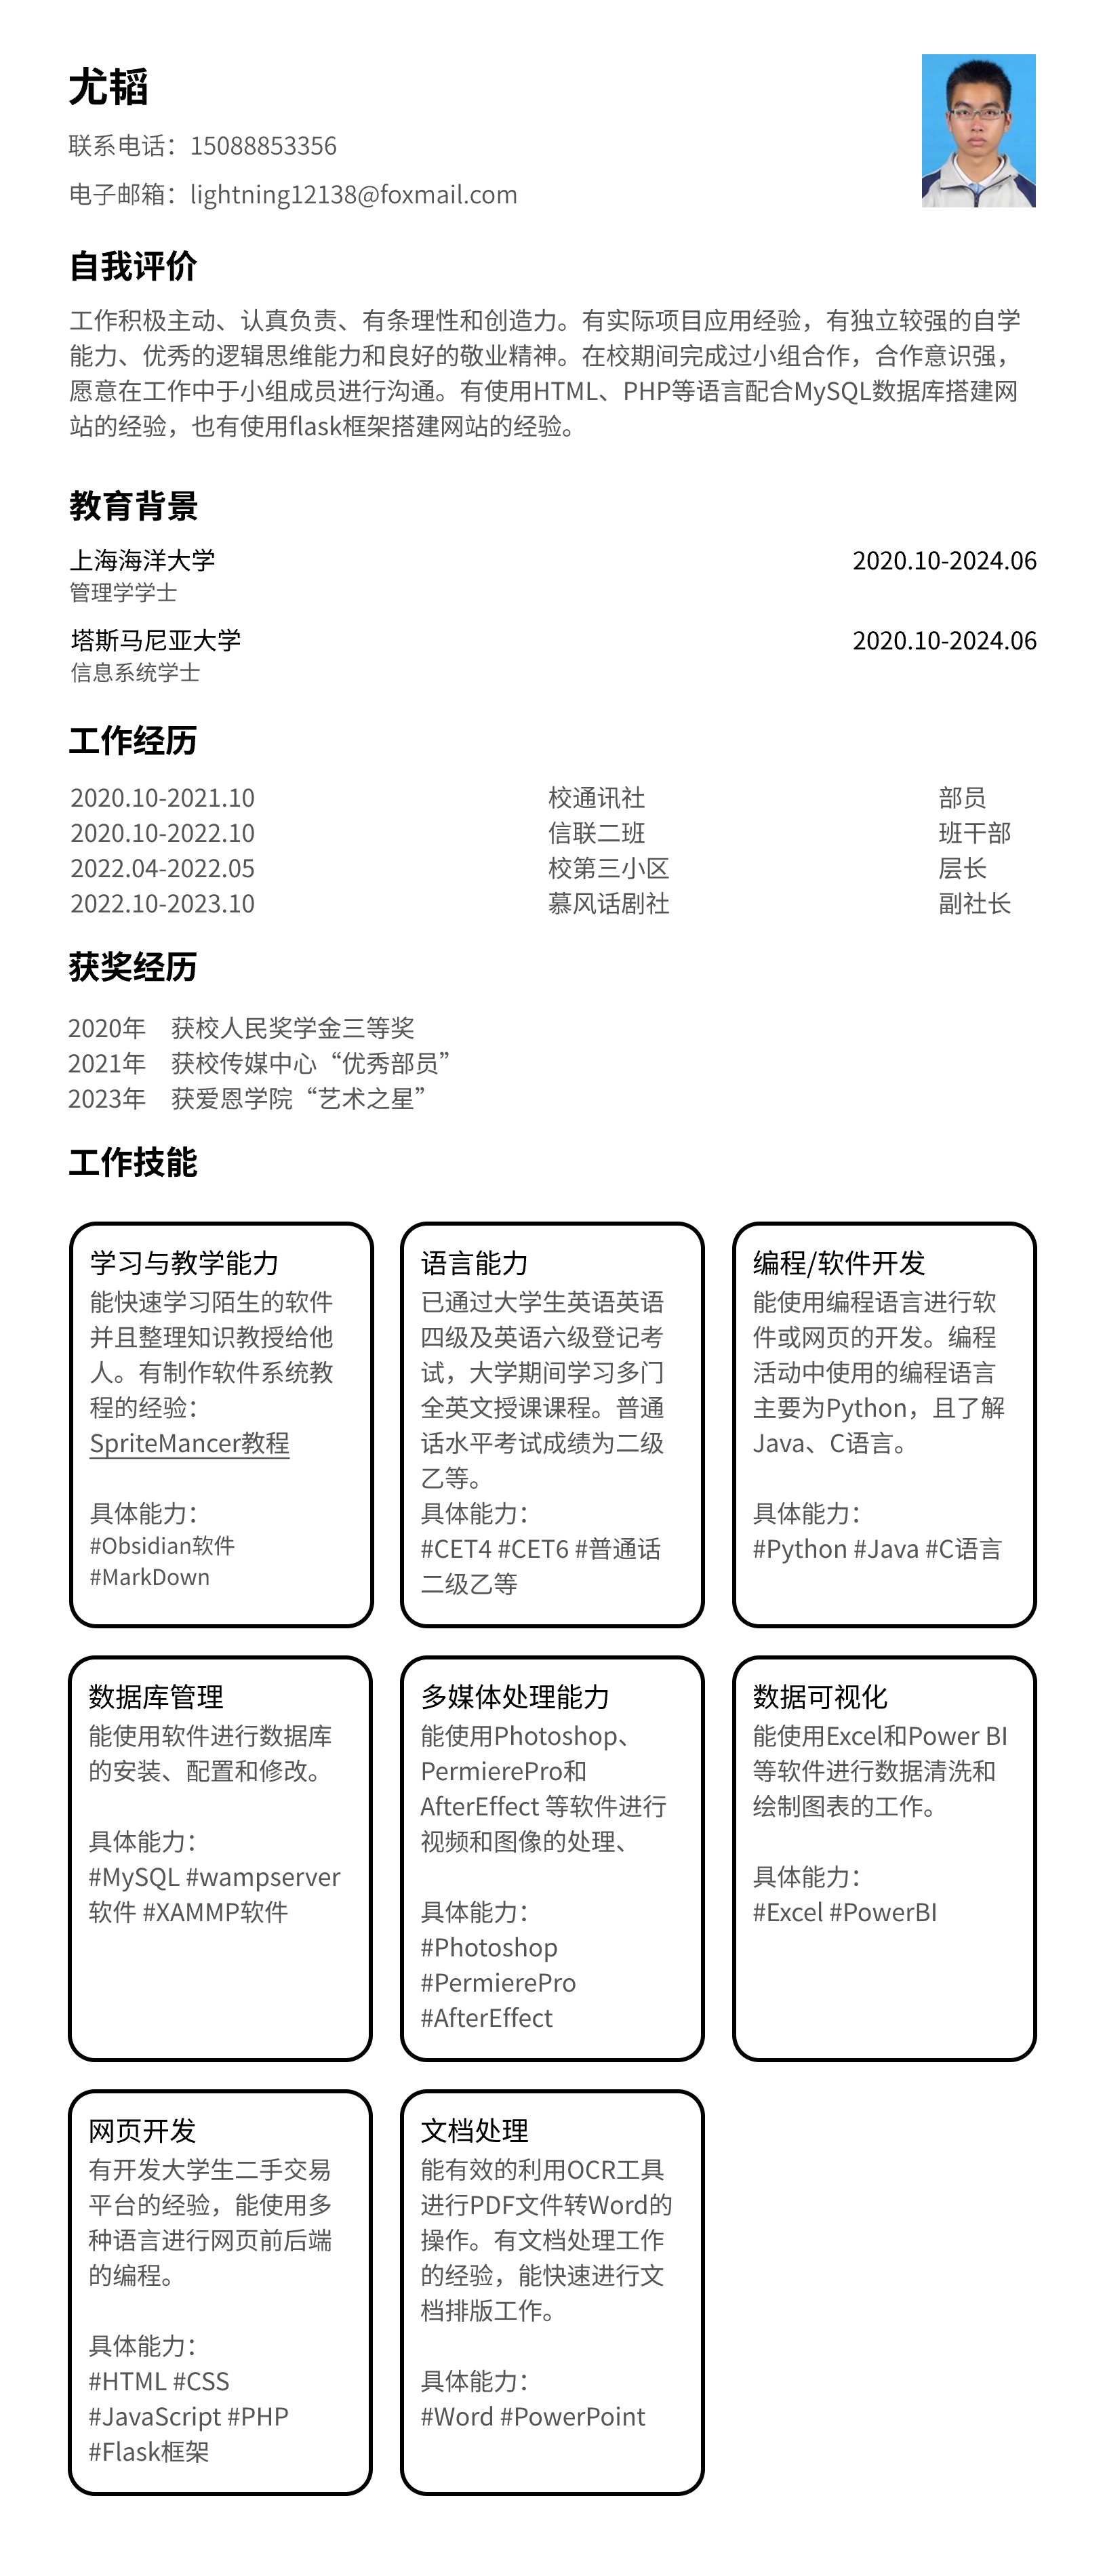 尤韬
联系电话：15088853356
电子邮箱：lightning12138@foxmail.com
自我评价
工作积极主动、认真负责、有条理性和创造力。有实际项目应用经验，有独立较强的自学
能力、优秀的逻辑思维能力和良好的敬业精神。在校期间完成过小组合作，合作意识强，
愿意在工作中于小组成员进行沟通。有使用HTML、PHP等语言配合MySQL数据库搭建网
站的经验，也有使用flask框架搭建网站的经验。
教育背景
上海海洋大学 2020.10-2024.06
管理学学士
塔斯马尼亚大学 2020.10-2024.06
信息系统学士
工作经历
2020.10-2021.10 校通讯社 部员
2020.10-2022.10 信联二班 班干部
2022.04-2022.05 校第三小区 层长
2022.10-2023.10 慕风话剧社 副社长
获奖经历
2020年 获校人民奖学金三等奖
2021年 获校传媒中心“优秀部员”
2023年 获爱恩学院“艺术之星”
工作技能
学习与教学能力
能快速学习陌生的软件
并且整理知识教授给他
人。有制作软件系统教
程的经验：
SpriteMancer教程
具体能力：
#Obsidian软件
#MarkDown
语言能力
已通过大学生英语英语
四级及英语六级登记考
试，大学期间学习多门
全英文授课课程。普通
话水平考试成绩为二级
乙等。
具体能力：
#CET4 #CET6 #普通话
二级乙等
编程/软件开发
能使用编程语言进行软
件或网页的开发。编程
活动中使用的编程语言
主要为Python，且了解
Java、C语言。
具体能力：
#Python #Java #C语言
数据库管理
能使用软件进行数据库
的安装、配置和修改。
具体能力：
#MySQL #wampserver
软件 #XAMMP软件
多媒体处理能力
能使用Photoshop、
PermierePro和
AfterEffect 等软件进行
视频和图像的处理、
具体能力：
#Photoshop
#PermierePro
#AfterEffect
数据可视化
能使用Excel和Power BI
等软件进行数据清洗和
绘制图表的工作。
具体能力：
#Excel #PowerBI
网页开发
有开发大学生二手交易
平台的经验，能使用多
种语言进行网页前后端
的编程。
具体能力：
#HTML #CSS
#JavaScript #PHP
#Flask框架
文档处理
能有效的利用OCR工具
进行PDF文件转Word的
操作。有文档处理工作
的经验，能快速进行文
档排版工作。
具体能力：
#Word #PowerPoint